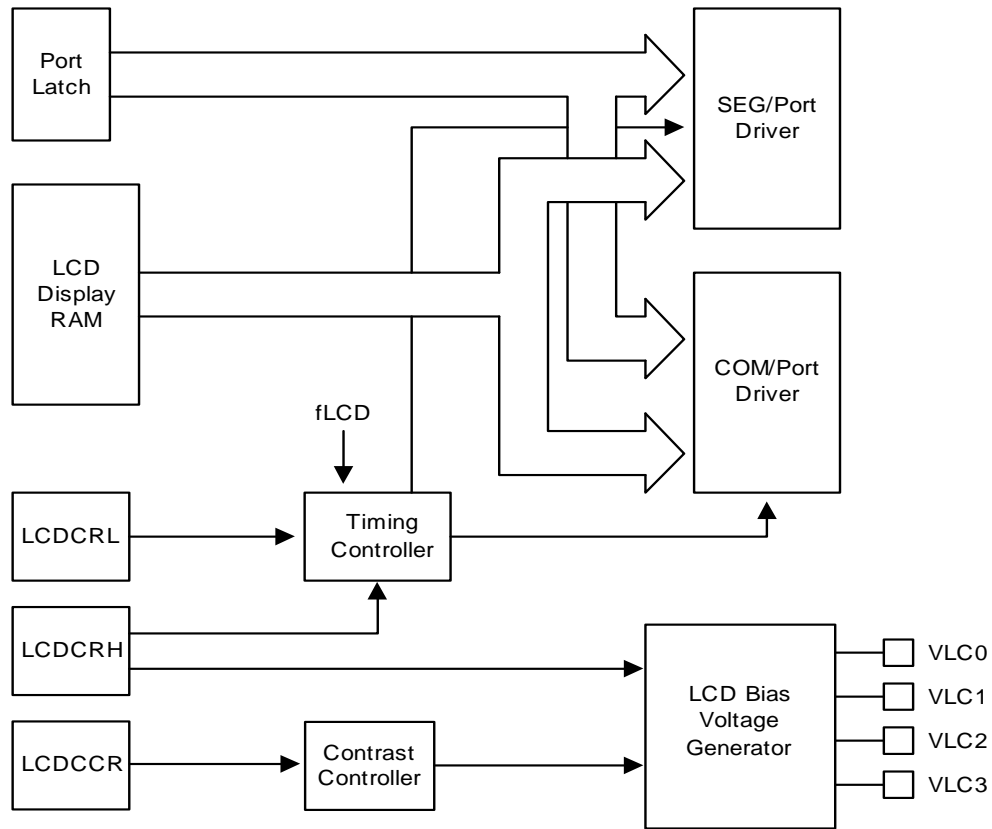 Port
Latch
SEG/Port
Driver
LCD
Display
RAM
COM/Port
Driver
fLCD
LCDCRL
Timing
Controller
LCDCRH
LCD Bias
Voltage
Generator
VLC0
VLC1
VLC2
VLC3
LCDCCR
Contrast
Controller